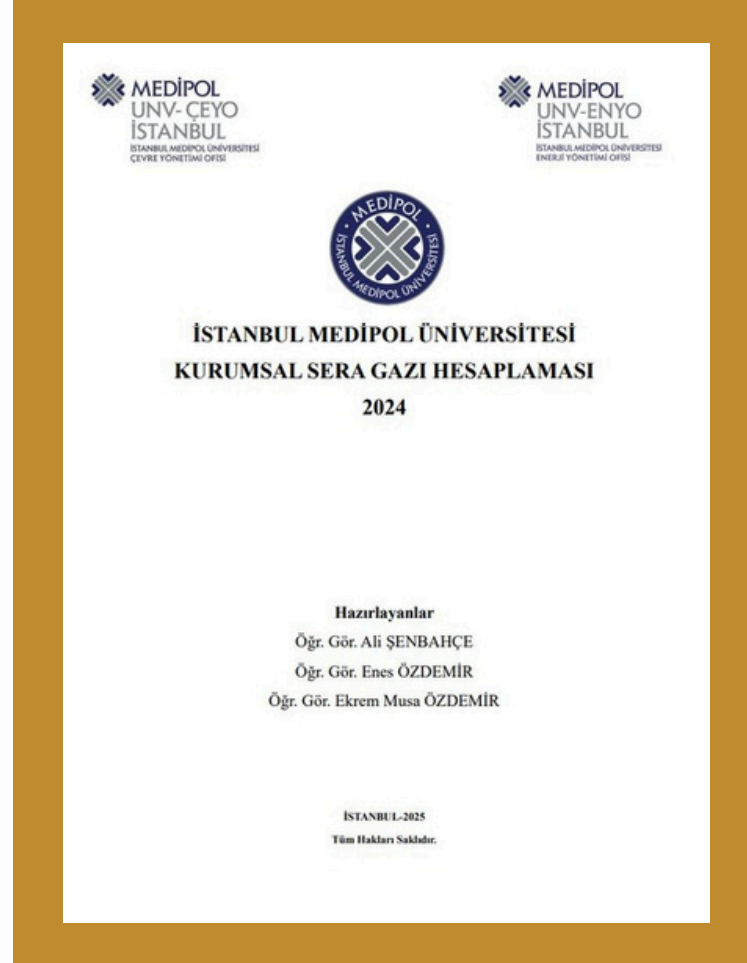 MEDİPOL
UNV- ÇEYO
İSTANBUL
İSTANBUL MEDİPOL ÜNİVERSİTESİ
ÇEVRE YÖNETİMİ OFİSİ
MEDİPOL
UNV-ENYO
İSTANBUL
İSTANBUL MEDİPOL ÜNİVERSİTESİ
ENERJİ YÖNETİMİ OFİSİ
MEDİPOL
İSTANBUL MEDİPOL ÜNİVERSİTESİ
İSTANBUL MEDİPOL ÜNİVERSİTESİ
KURUMSAL SERA GAZI HESAPLAMASI
2024
Hazırlayanlar
Öğr. Gör. Ali ŞENBAHÇE
Öğr. Gör. Enes ÖZDEMİR
Öğr. Gör. Ekrem Musa ÖZDEMİR
İSTANBUL-2025
Tüm Hakları Saklıdır.